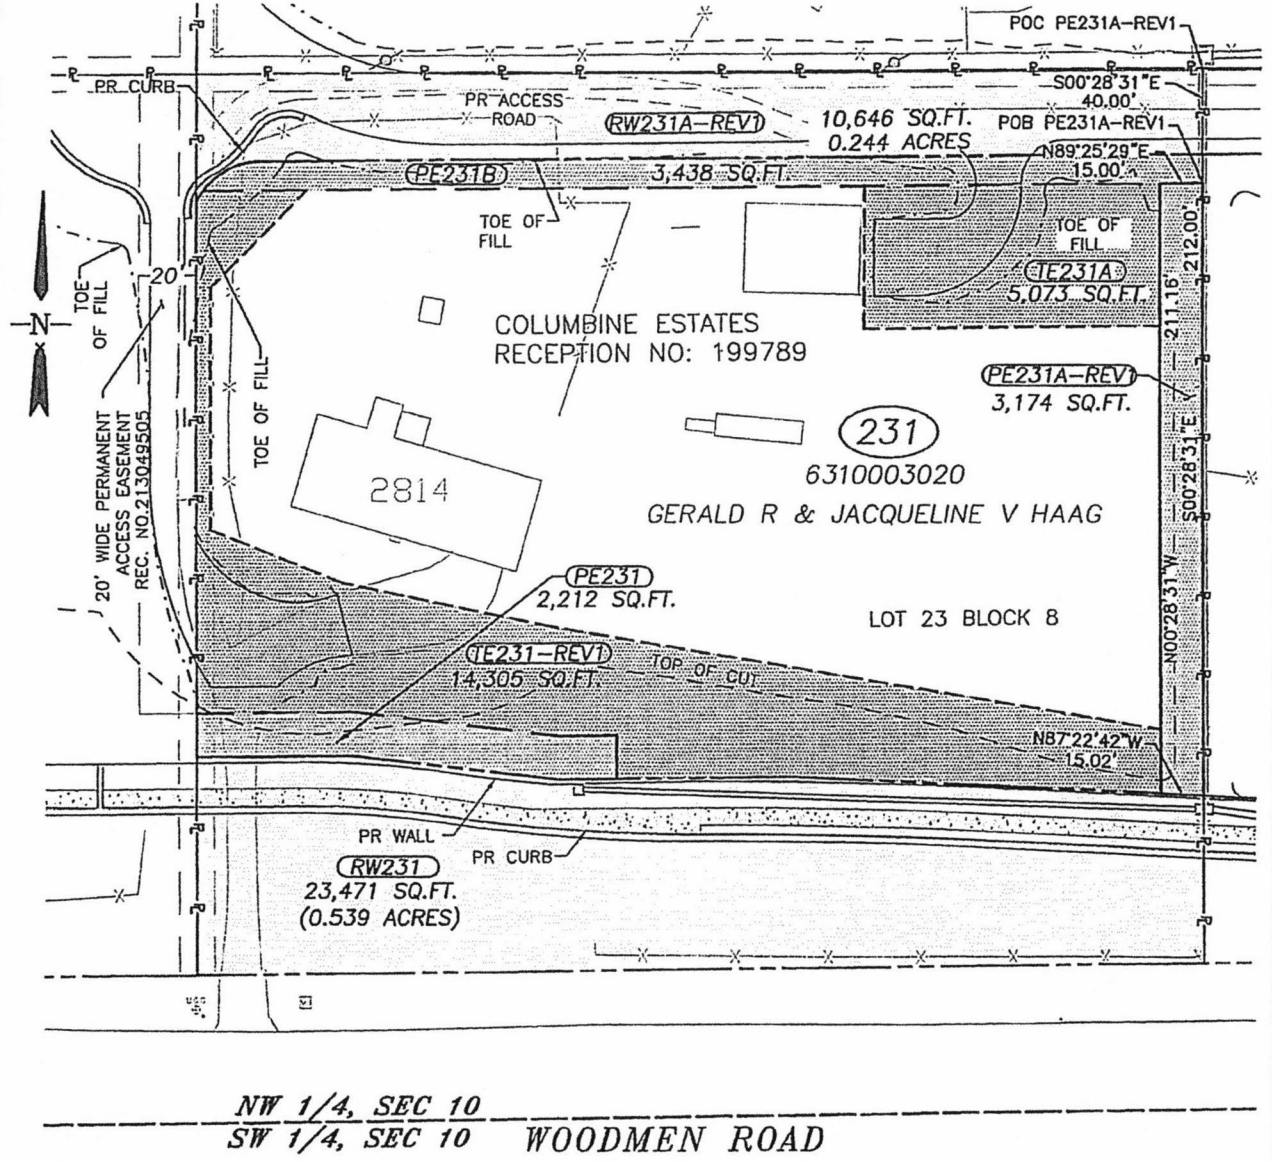 POC PE231A-REV1
PR CURB
S00°28'31"E
40.00'
PR ACCESS
ROAD
RW231A-REV1
10,646 SQ.FT.
0.244 ACRES
POB PE231A-REV1
N89°25'29"E
15.00'
PE231B
3,438 SQ.FT.
TOE OF
FILL
TOE OF
FILL
TE231A
5,073 SQ.FT.
212.00'
211.16'
20'
TOE
OF FILL
N
COLUMBINE ESTATES
RECEPTION NO: 199789
TOE OF FILL
PE231A-REV1
3,174 SQ.FT.
231
6310003020
GERALD R & JACQUELINE V HAAG
2814
S00°28'31"E
N00°28'31"W
20' WIDE PERMANENT
ACCESS EASEMENT
REC. NO.213049505
PE231
2,212 SQ.FT.
LOT 23 BLOCK 8
TE231-REV1
14,305 SQ.FT.
TOP OF CUT
N87°22'42"W
15.02'
PR WALL
PR CURB
RW231
23,471 SQ.FT.
(0.539 ACRES)
NW 1/4, SEC 10
SW 1/4, SEC 10
WOODMEN ROAD